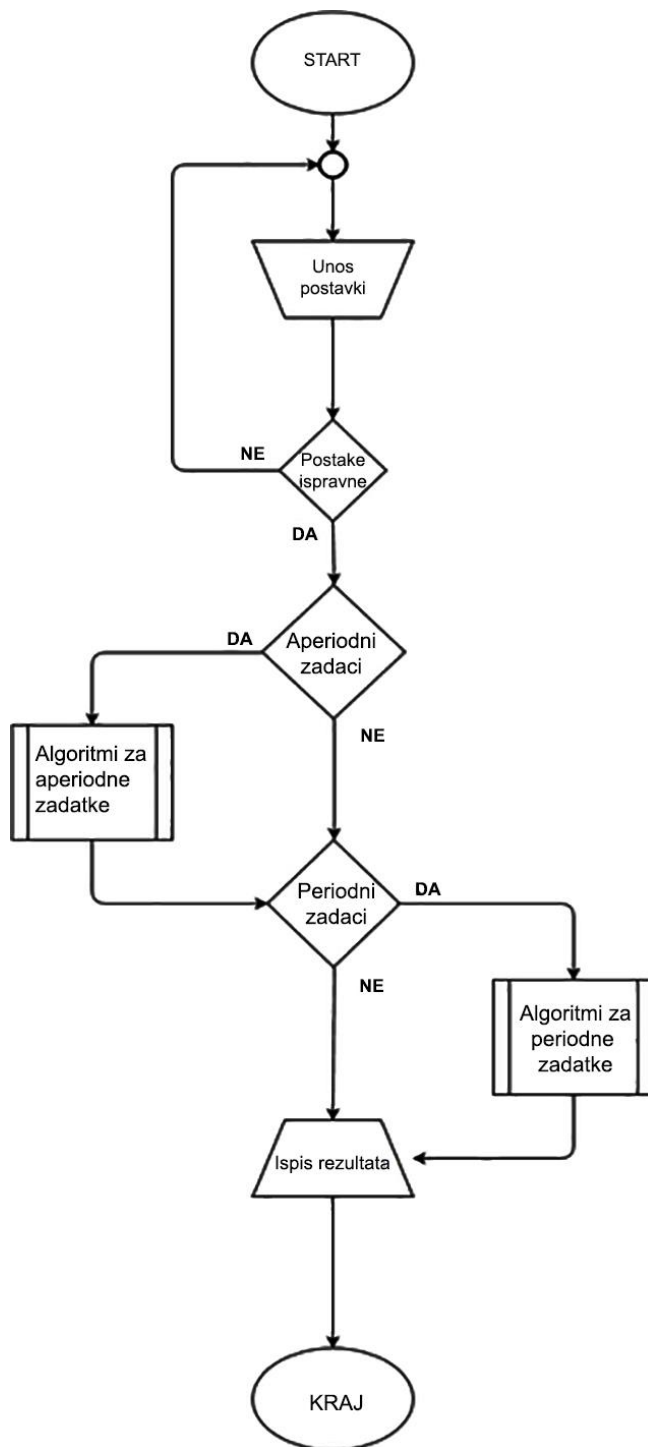 START
Unos
postavki
NE
Postake
ispravne
DA
DA
Aperiodni
zadaci
NE
Algoritmi za
aperiodne
zadatke
Periodni
zadaci
DA
NE
Algoritmi za
periodne
zadatke
Ispis rezultata
KRAJ